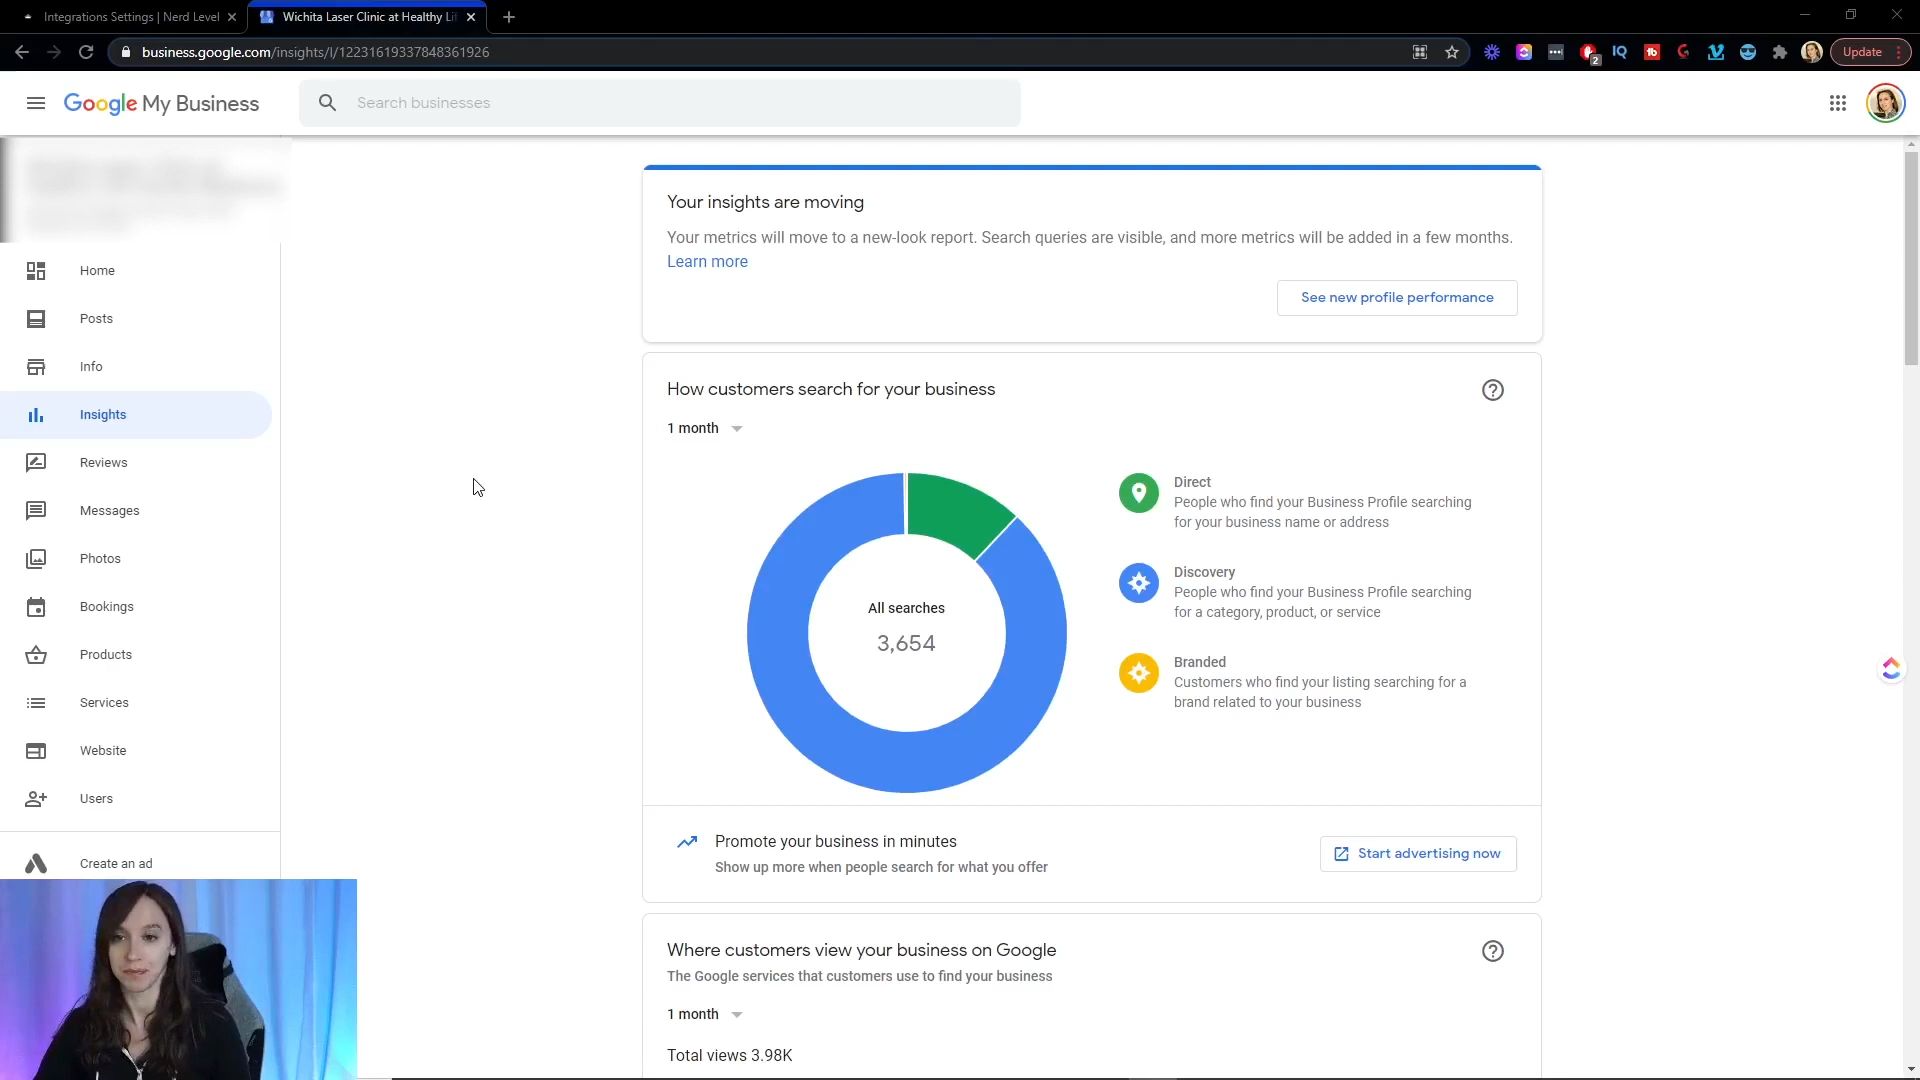 Integrations Settings | Nerd Level
Wichita Laser Clinic at Healthy Li
Update
business.google.com/insights/l/12231619337848361926
2
IQ
Google My Business
Search businesses
Home
Posts
Info
Insights
Reviews
Messages
Photos
Bookings
Products
Services
Website
Users
Create an ad
Your insights are moving
Your metrics will move to a new-look report. Search queries are visible, and more metrics will be added in a few months.
Learn more
See new profile performance
How customers search for your business
1 month
All searches
3,654
Direct
People who find your Business Profile searching
for your business name or address
Discovery
People who find your Business Profile searching
for a category, product, or service
Branded
Customers who find your listing searching for a
brand related to your business
Promote your business in minutes
Show up more when people search for what you offer
Start advertising now
Where customers view your business on Google
The Google services that customers use to find your business
1 month
Total views 3.98K